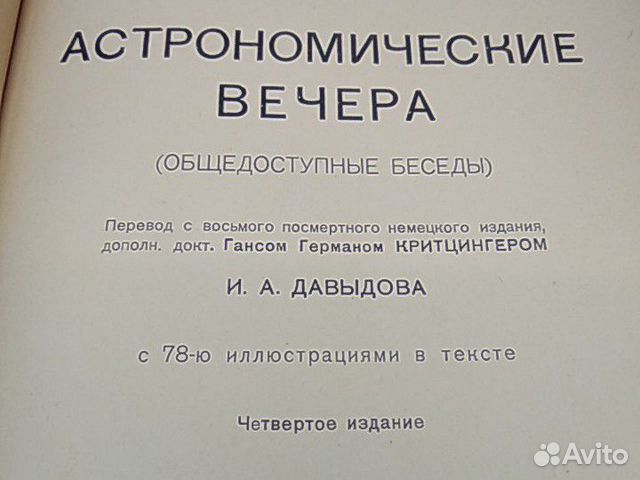 АСТРОНОМИЧЕСКИЕ
ВЕЧЕРА
(ОБЩЕДОСТУПНЫЕ БЕСЕДЫ)
Перевод с восьмого посмертного немецкого издания,
дополн. докт. Гансом Германом КРИТЦИНГЕРОМ
И. А. ДАВЫДОВА
с 78-ю иллюстрациями в тексте
Четвертое издание
Avito